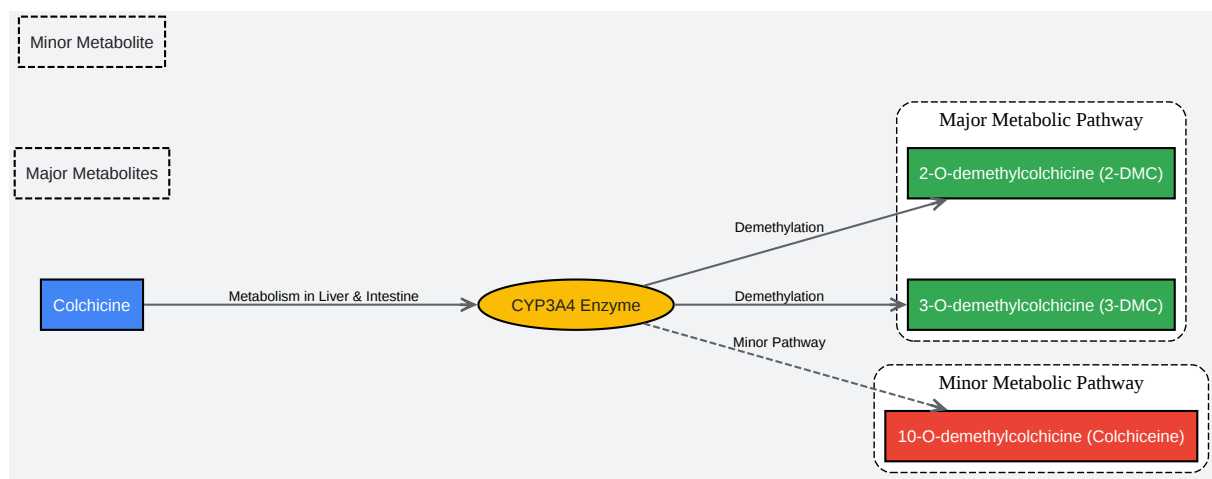 Minor Metabolite
Major Metabolites
Colchicine
Metabolism in Liver & Intestine
CYP3A4 Enzyme
Demethylation
Demethylation
Minor Pathway
Major Metabolic Pathway
2-O-demethylcolchicine (2-DMC)
3-O-demethylcolchicine (3-DMC)
Minor Metabolic Pathway
10-O-demethylcolchicine (Colchiceine)